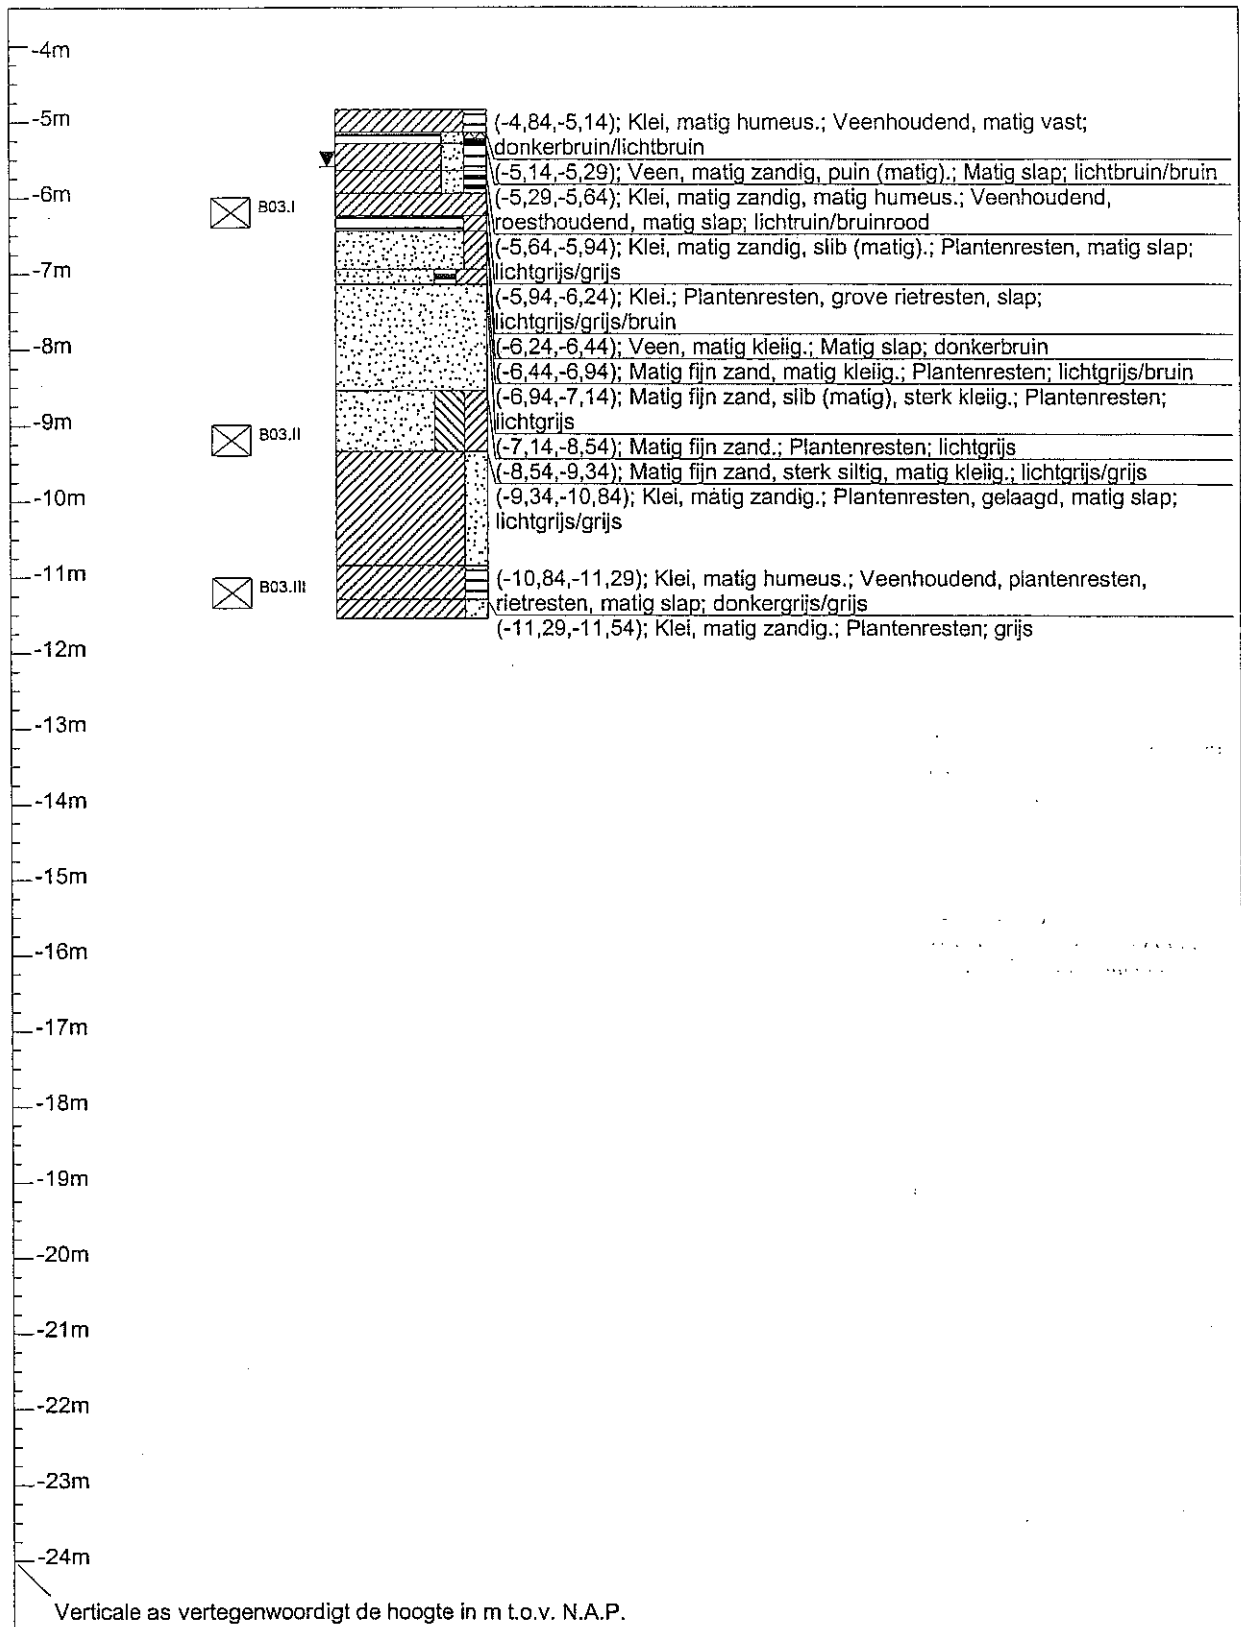 -4m
-5m
(-4,84,-5,14); Klei, matig humeus.; Veenhoudend, matig vast;
donkerbruin/lichtbruin
(-5,14,-5,29); Veen, matig zandig, puin (matig).; Matig slap; lichtbruin/bruin
-6m
B03.I
(-5,29,-5,64); Klei, matig zandig, matig humeus.; Veenhoudend,
roesthoudend, matig slap; lichtruin/bruinrood
(-5,64,-5,94); Klei, matig zandig, slib (matig).; Plantenresten, matig slap;
lichtgrijs/grijs
-7m
(-5,94,-6,24); Klei.; Plantenresten, grove rietresten, slap;
lichtgrijs/grijs/bruin
(-6,24,-6,44); Veen, matig kleiig.; Matig slap; donkerbruin
-8m
(-6,44,-6,94); Matig fijn zand, matig kleiig.; Plantenresten; lichtgrijs/bruin
(-6,94,-7,14); Matig fijn zand, slib (matig), sterk kleiig.; Plantenresten;
lichtgrijs
-9m
B03.II
(-7,14,-8,54); Matig fijn zand.; Plantenresten; lichtgrijs
(-8,54,-9,34); Matig fijn zand, sterk siltig, matig kleiig.; lichtgrijs/grijs
-10m
(-9,34,-10,84); Klei, matig zandig.; Plantenresten, gelaagd, matig slap;
lichtgrijs/grijs
-11m
B03.III
(-10,84,-11,29); Klei, matig humeus.; Veenhoudend, plantenresten,
rietresten, matig slap; donkergrijs/grijs
(-11,29,-11,54); Klei, matig zandig.; Plantenresten; grijs
-12m
-13m
-14m
-15m
-16m
-17m
-18m
-19m
-20m
-21m
-22m
-23m
-24m
Verticale as vertegenwoordigt de hoogte in m t.o.v. N.A.P.